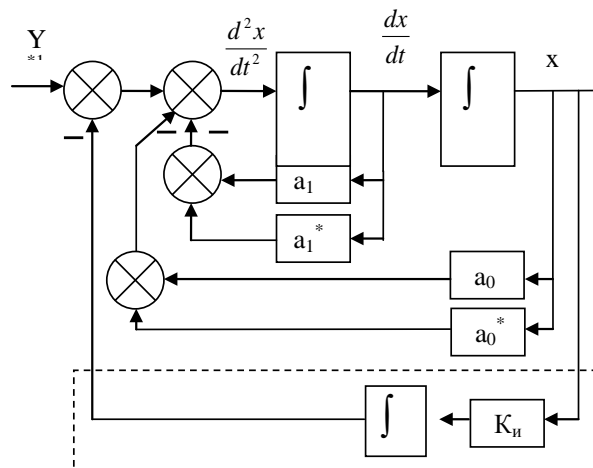 Y
*1
d²x
dt²
dx
dt
x
∫
∫
a₁
a₁*
a₀
a₀*
∫
Kи